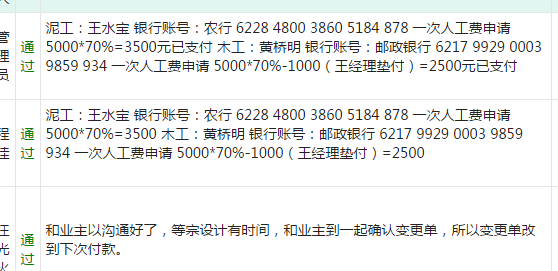 管
理
员
通
过
泥工：王水宝 银行账号：农行 6228 4800 3860 5184 878 一次人工费申请
5000*70%=3500元已支付 木工：黄桥明 银行账号：邮政银行 6217 9929 0003
9859 934 一次人工费申请 5000*70%-1000（王经理垫付）=2500元已支付
通
过
泥工：王水宝 银行账号：农行 6228 4800 3860 5184 878 一次人工费申请
5000*70%=3500 木工：黄桥明 银行账号：邮政银行 6217 9929 0003 9859
934 一次人工费申请 5000*70%-1000（王经理垫付）=2500
通
过
和业主以沟通好了，等宗设计有时间，和业主到一起确认变更单，所以变更单改
到下次付款。